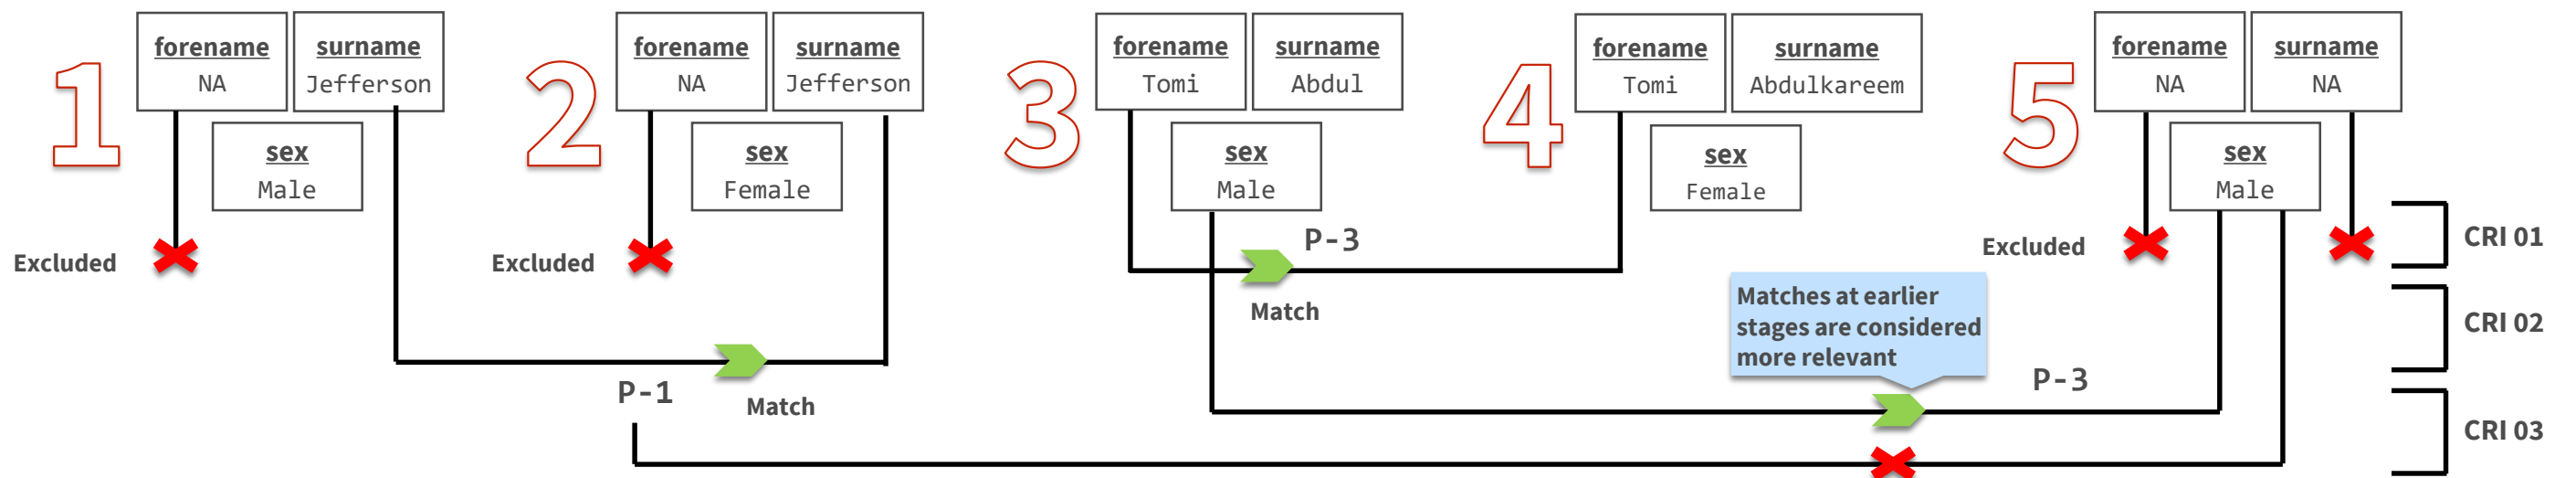 1
forename
NA
surname
Jefferson
sex
Male
Excluded
2
forename
NA
surname
Jefferson
sex
Female
Excluded
P-1
Match
3
forename
Tomi
surname
Abdul
sex
Male
P-3
Match
4
forename
Tomi
surname
Abdulkareem
sex
Female
Matches at earlier
stages are considered
more relevant
P-3
5
forename
NA
surname
NA
sex
Male
Excluded
CRI 01
CRI 02
CRI 03